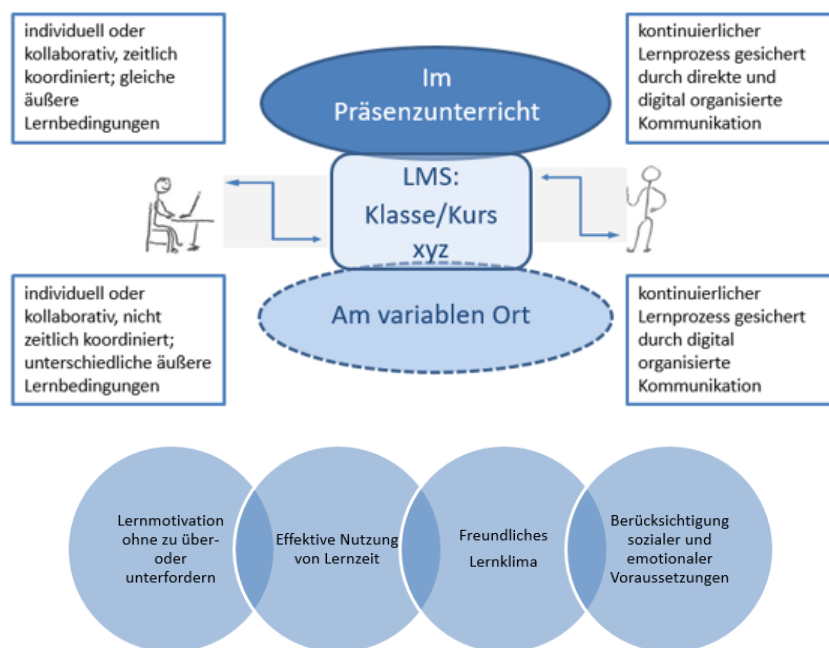 individuell oder
kollaborativ, zeitlich
koordiniert; gleiche
äußere
Lernbedingungen
Im
Präsenzunterricht
kontinuierlicher
Lernprozess gesichert
durch direkte und
digital organisierte
Kommunikation
LMS:
Klasse/Kurs
xyz
individuell oder
kollaborativ, nicht
zeitlich koordiniert;
unterschiedliche äußere
Lernbedingungen
Am variablen Ort
kontinuierlicher
Lernprozess gesichert
durch digital
organisierte
Kommunikation
Lernmotivation
ohne zu über-
oder
unterfordern
Effektive Nutzung
von Lernzeit
Freundliches
Lernklima
Berücksichtigung
sozialer und
emotionaler
Voraussetzungen